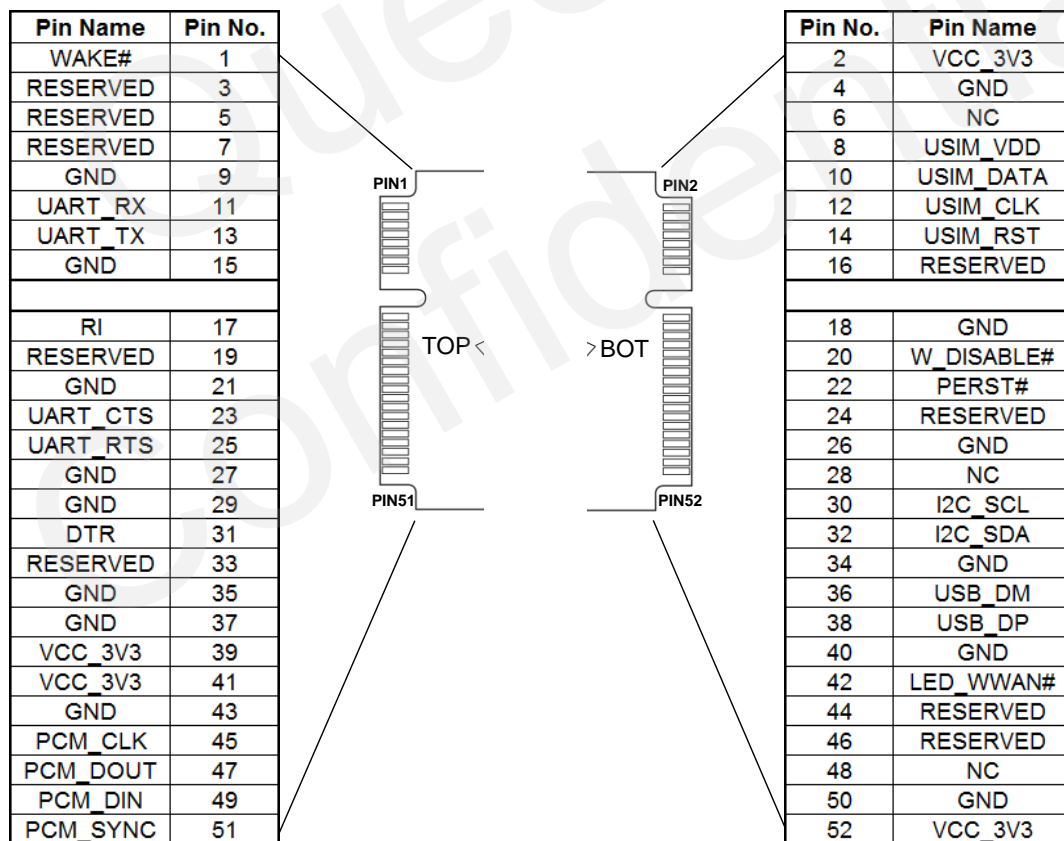 Pin Name Pin No.
WAKE# 1
RESERVED 3
RESERVED 5
RESERVED 7
GND 9
UART_RX 11
UART_TX 13
GND 15
RI 17
RESERVED 19
GND 21
UART_CTS 23
UART_RTS 25
GND 27
GND 29
DTR 31
RESERVED 33
GND 35
GND 37
VCC_3V3 39
VCC_3V3 41
GND 43
PCM_CLK 45
PCM_DOUT 47
PCM_DIN 49
PCM_SYNC 51
PIN1
TOP
PIN51
PIN2
BOT
PIN52
Pin No. Pin Name
2 VCC_3V3
4 GND
6 NC
8 USIM_VDD
10 USIM_DATA
12 USIM_CLK
14 USIM_RST
16 RESERVED
18 GND
20 W_DISABLE#
22 PERST#
24 RESERVED
26 GND
28 NC
30 I2C_SCL
32 I2C_SDA
34 GND
36 USB_DM
38 USB_DP
40 GND
42 LED_WWAN#
44 RESERVED
46 RESERVED
48 NC
50 GND
52 VCC_3V3